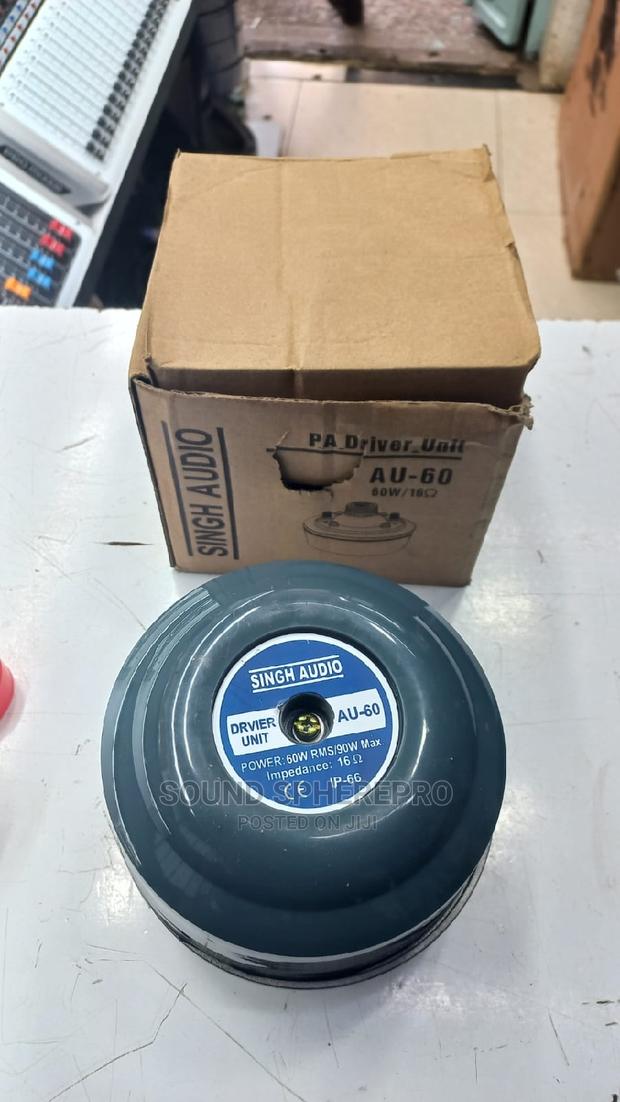 PA Driver Unit
AU-60
60W/16Ω
SINGH AUDIO
SINGH AUDIO
DRVIER
UNIT
AU-60
POWER: 60W RMS/90W Max
Impedance: 16 Ω
CE IP-66
SOUND SPHEREPRO
POSTED ON JIJI